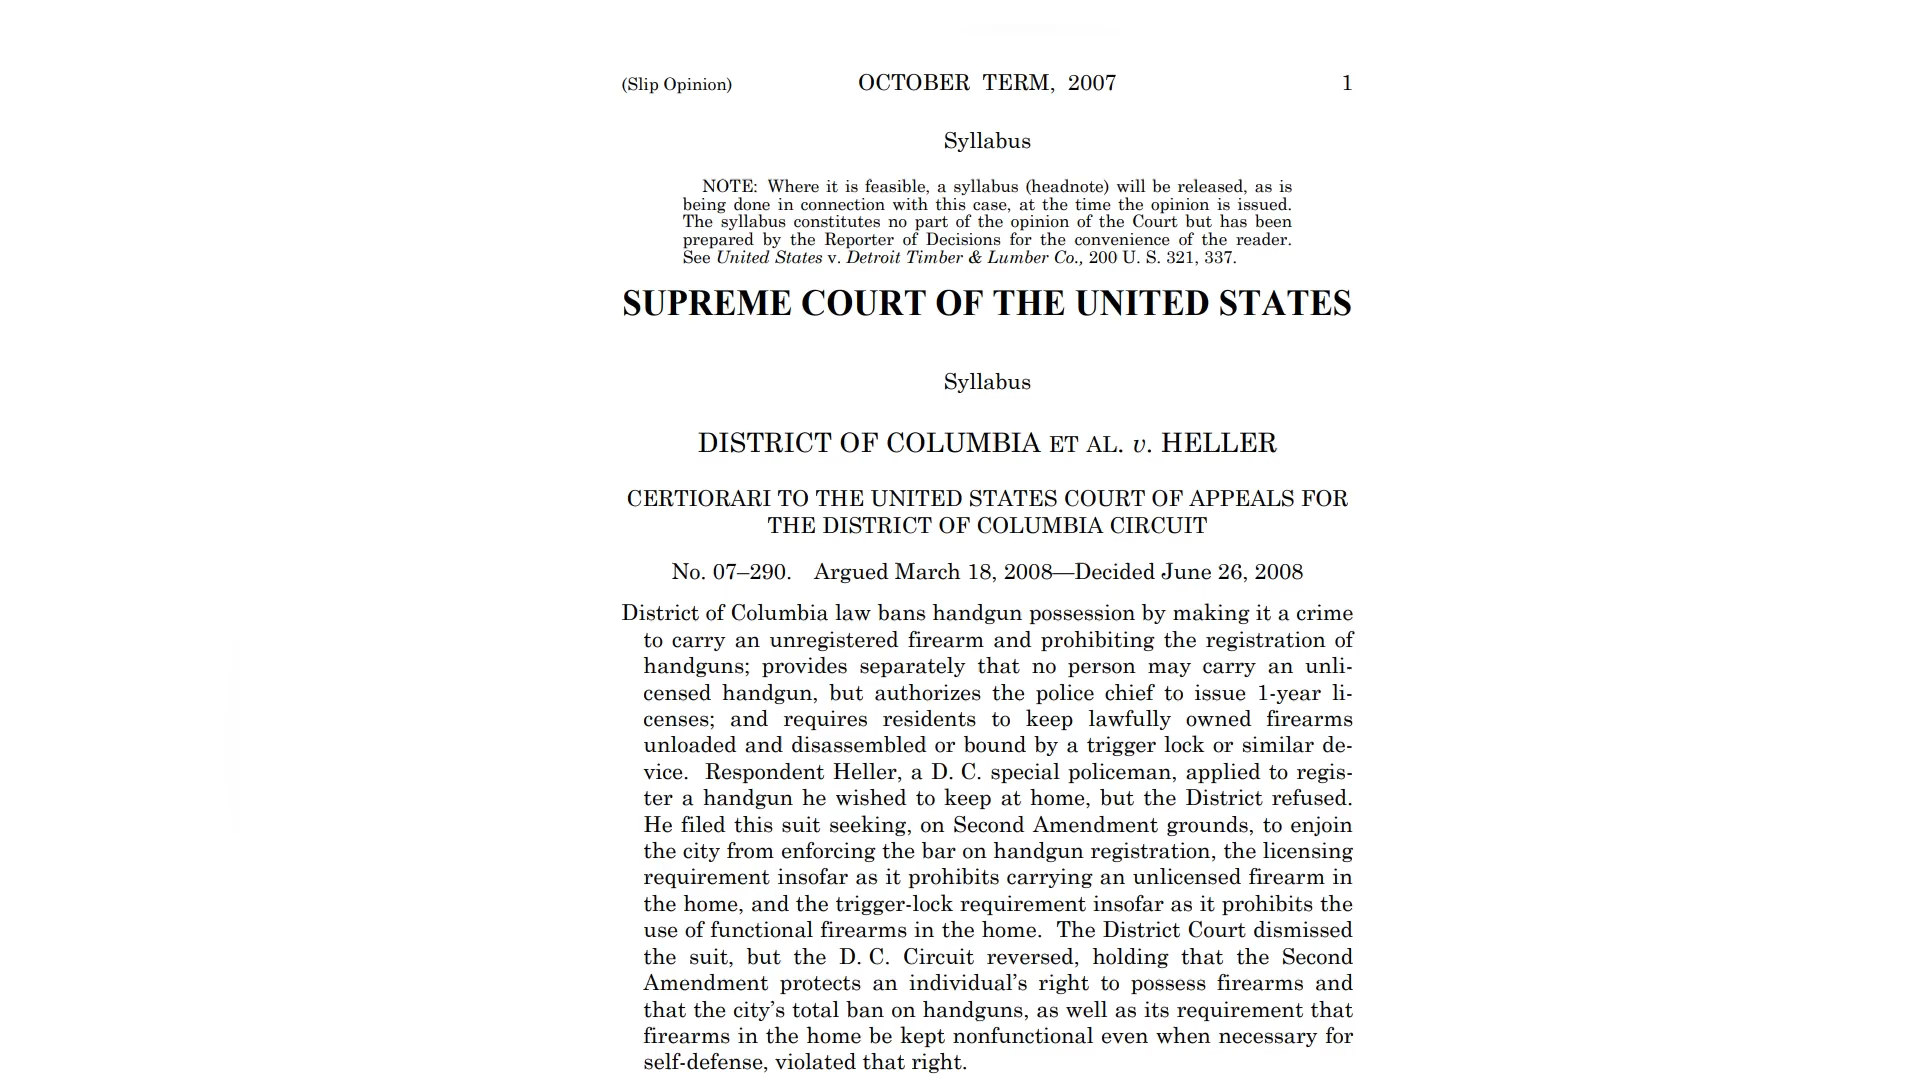 (Slip Opinion) OCTOBER TERM, 2007 1
Syllabus
NOTE: Where it is feasible, a syllabus (headnote) will be released, as is
being done in connection with this case, at the time the opinion is issued.
The syllabus constitutes no part of the opinion of the Court but has been
prepared by the Reporter of Decisions for the convenience of the reader.
See United States v. Detroit Timber & Lumber Co., 200 U. S. 321, 337.
SUPREME COURT OF THE UNITED STATES
Syllabus
DISTRICT OF COLUMBIA ET AL. v. HELLER
CERTIORARI TO THE UNITED STATES COURT OF APPEALS FOR
THE DISTRICT OF COLUMBIA CIRCUIT
No. 07–290. Argued March 18, 2008—Decided June 26, 2008
District of Columbia law bans handgun possession by making it a crime
to carry an unregistered firearm and prohibiting the registration of
handguns; provides separately that no person may carry an unli-
censed handgun, but authorizes the police chief to issue 1-year li-
censes; and requires residents to keep lawfully owned firearms
unloaded and disassembled or bound by a trigger lock or similar de-
vice. Respondent Heller, a D. C. special policeman, applied to regis-
ter a handgun he wished to keep at home, but the District refused.
He filed this suit seeking, on Second Amendment grounds, to enjoin
the city from enforcing the bar on handgun registration, the licensing
requirement insofar as it prohibits carrying an unlicensed firearm in
the home, and the trigger-lock requirement insofar as it prohibits the
use of functional firearms in the home. The District Court dismissed
the suit, but the D. C. Circuit reversed, holding that the Second
Amendment protects an individual’s right to possess firearms and
that the city’s total ban on handguns, as well as its requirement that
firearms in the home be kept nonfunctional even when necessary for
self-defense, violated that right.